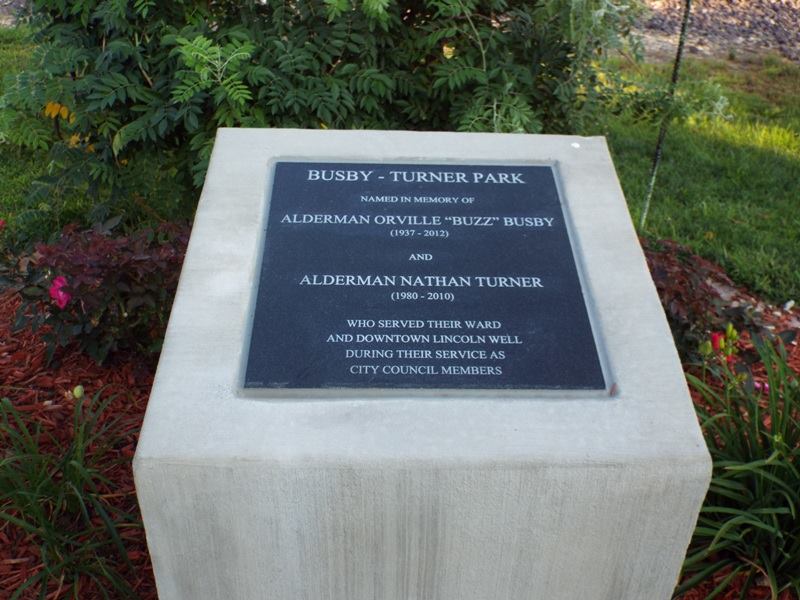 BUSBY - TURNER PARK
NAMED IN MEMORY OF
ALDERMAN ORVILLE “BUZZ” BUSBY
(1937 - 2012)
AND
ALDERMAN NATHAN TURNER
(1980 - 2010)
WHO SERVED THEIR WARD
AND DOWNTOWN LINCOLN WELL
DURING THEIR SERVICE AS
CITY COUNCIL MEMBERS